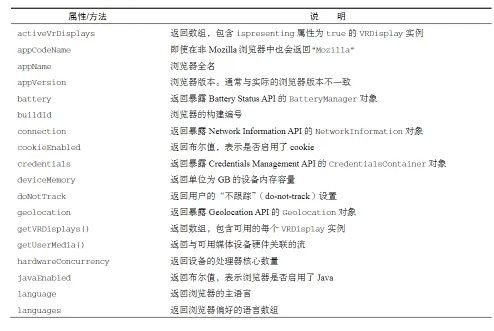 属性/方法 说 明
activeVrDisplays 返回数组，包含 ispresenting 属性为 true 的 VRDisplay 实例
appCodeName 即使在非 Mozilla 浏览器中也会返回"Mozilla"
appName 浏览器全名
appVersion 浏览器版本。通常与实际的浏览器版本不一致
battery 返回暴露 Battery Status API 的 BatteryManager 对象
buildId 浏览器的构建编号
connection 返回暴露 Network Information API 的 NetworkInformation 对象
cookieEnabled 返回布尔值，表示是否启用了 cookie
credentials 返回暴露 Credentials Management API 的 CredentialsContainer 对象
deviceMemory 返回单位为 GB 的设备内存容量
doNotTrack 返回用户的“不跟踪”（do-not-track）设置
geolocation 返回暴露 Geolocation API 的 Geolocation 对象
getVRDisplays() 返回数组，包含可用的每个 VRDisplay 实例
getUserMedia() 返回与可用媒体设备硬件关联的流
hardwareConcurrency 返回设备的处理器核心数量
javaEnabled 返回布尔值，表示浏览器是否启用了 Java
language 返回浏览器的主语言
languages 返回浏览器偏好的语言数组